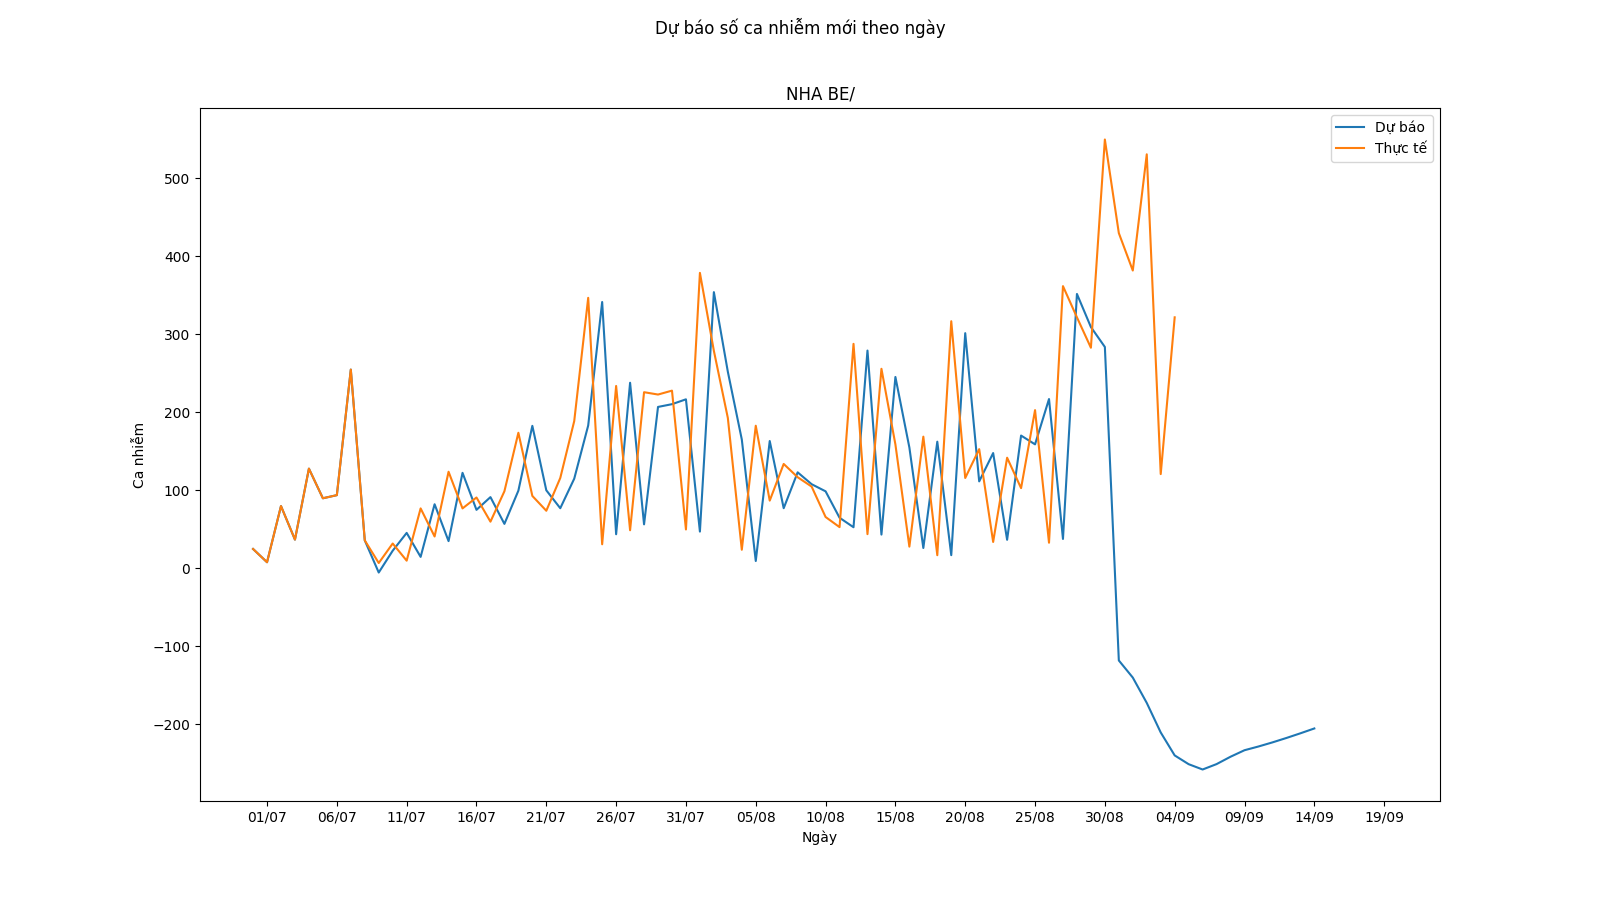 Dự báo số ca nhiễm mới theo ngày
NHA BE/
Dự báo
Thực tế
Ca nhiễm
500
400
300
200
100
0
−100
−200
01/07 06/07 11/07 16/07 21/07 26/07 31/07 05/08 10/08 15/08 20/08 25/08 30/08 04/09 09/09 14/09 19/09
Ngày